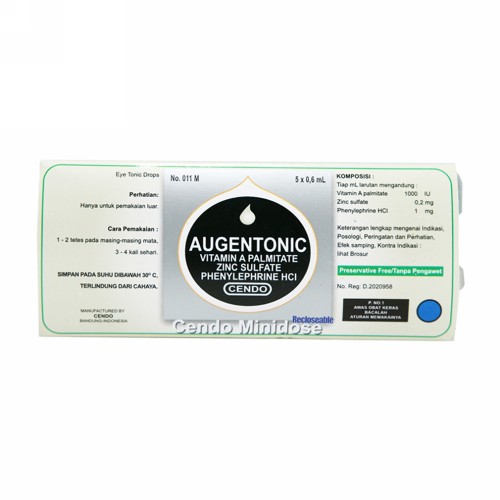 Eye Tonic Drops
Perhatian:
Hanya untuk pemakaian luar.
Cara Pemakaian :
1 - 2 tetes pada masing-masing mata,
3 - 4 kali sehari.
SIMPAN PADA SUHU DIBAWAH 30° C,
TERLINDUNG DARI CAHAYA.
MANUFACTURED BY
CENDO
BANDUNG-INDONESIA
No. 011 M
5 x 0,6 mL
AUGENTONIC
VITAMIN A PALMITATE
ZINC SULFATE
PHENYLEPHRINE HCl
CENDO
Cendo Minidose
Recloseable
KOMPOSISI :
Tiap mL larutan mengandung :
Vitamin A palmitate 1000 IU
Zinc sulfate 0,2 mg
Phenylephrine HCl 1 mg
Keterangan lengkap mengenai Indikasi,
Posologi, Peringatan dan Perhatian,
Efek samping, Kontra Indikasi :
lihat Brosur
Preservative Free/Tanpa Pengawet
No. Reg: D.2020958
P. NO.1
AWAS OBAT KERAS
BACALAH
ATURAN MEMAKAINYA